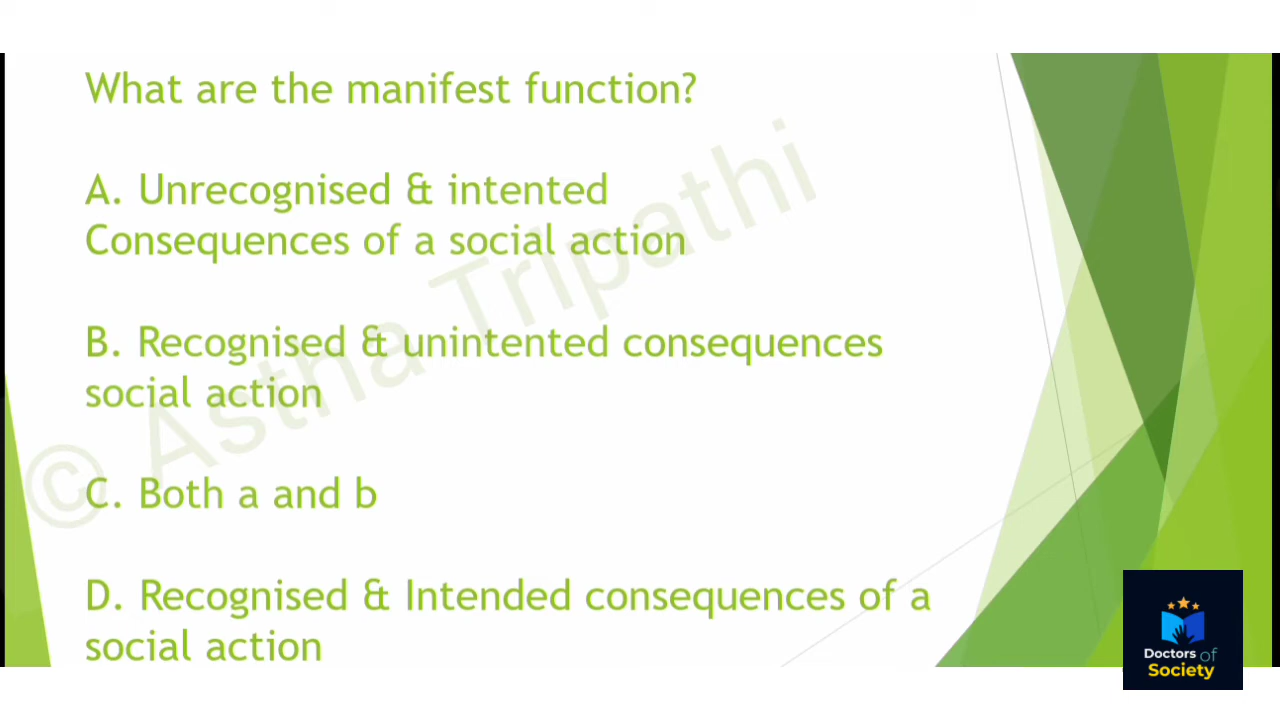 What are the manifest function?
A. Unrecognised & intented
Consequences of a social action
B. Recognised & unintented consequences
social action
C. Both a and b
D. Recognised & Intended consequences of a
social action
© Astha Tripathi
Doctors of
Society